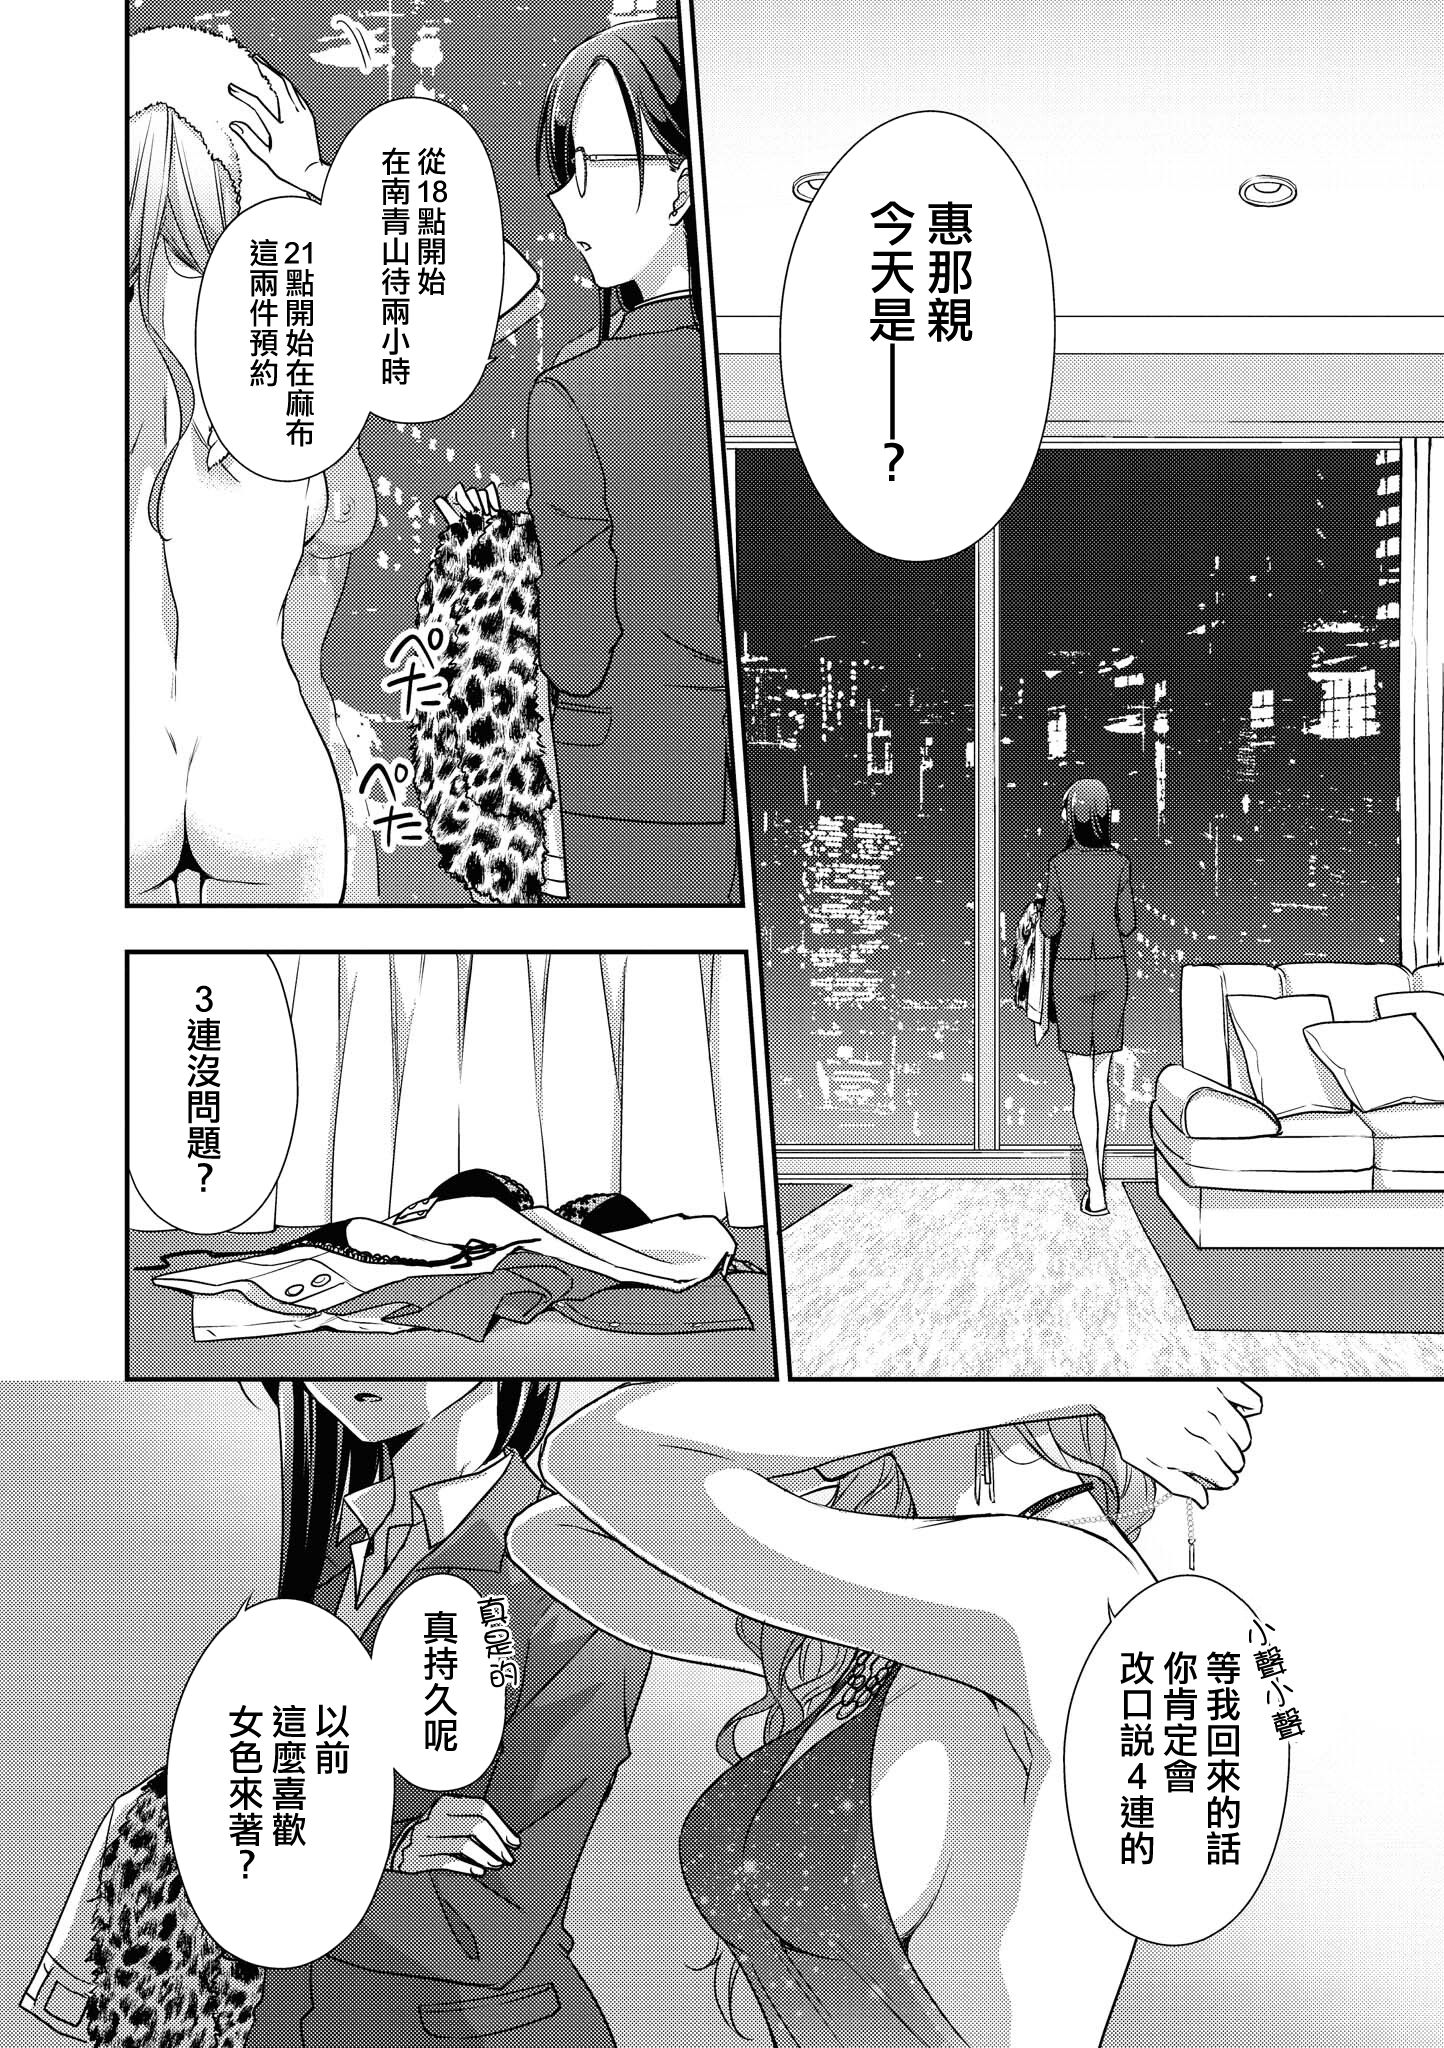 惠那親
今天是——？
從18點開始
在南青山待兩小時
21點開始在麻布
這兩件預約
ぺた
ぺた
3連沒問題？
等我回來的話
你肯定會
改口説4連的
小聲小聲
真是的
真持久呢
以前
這麼喜歡
女色來著？